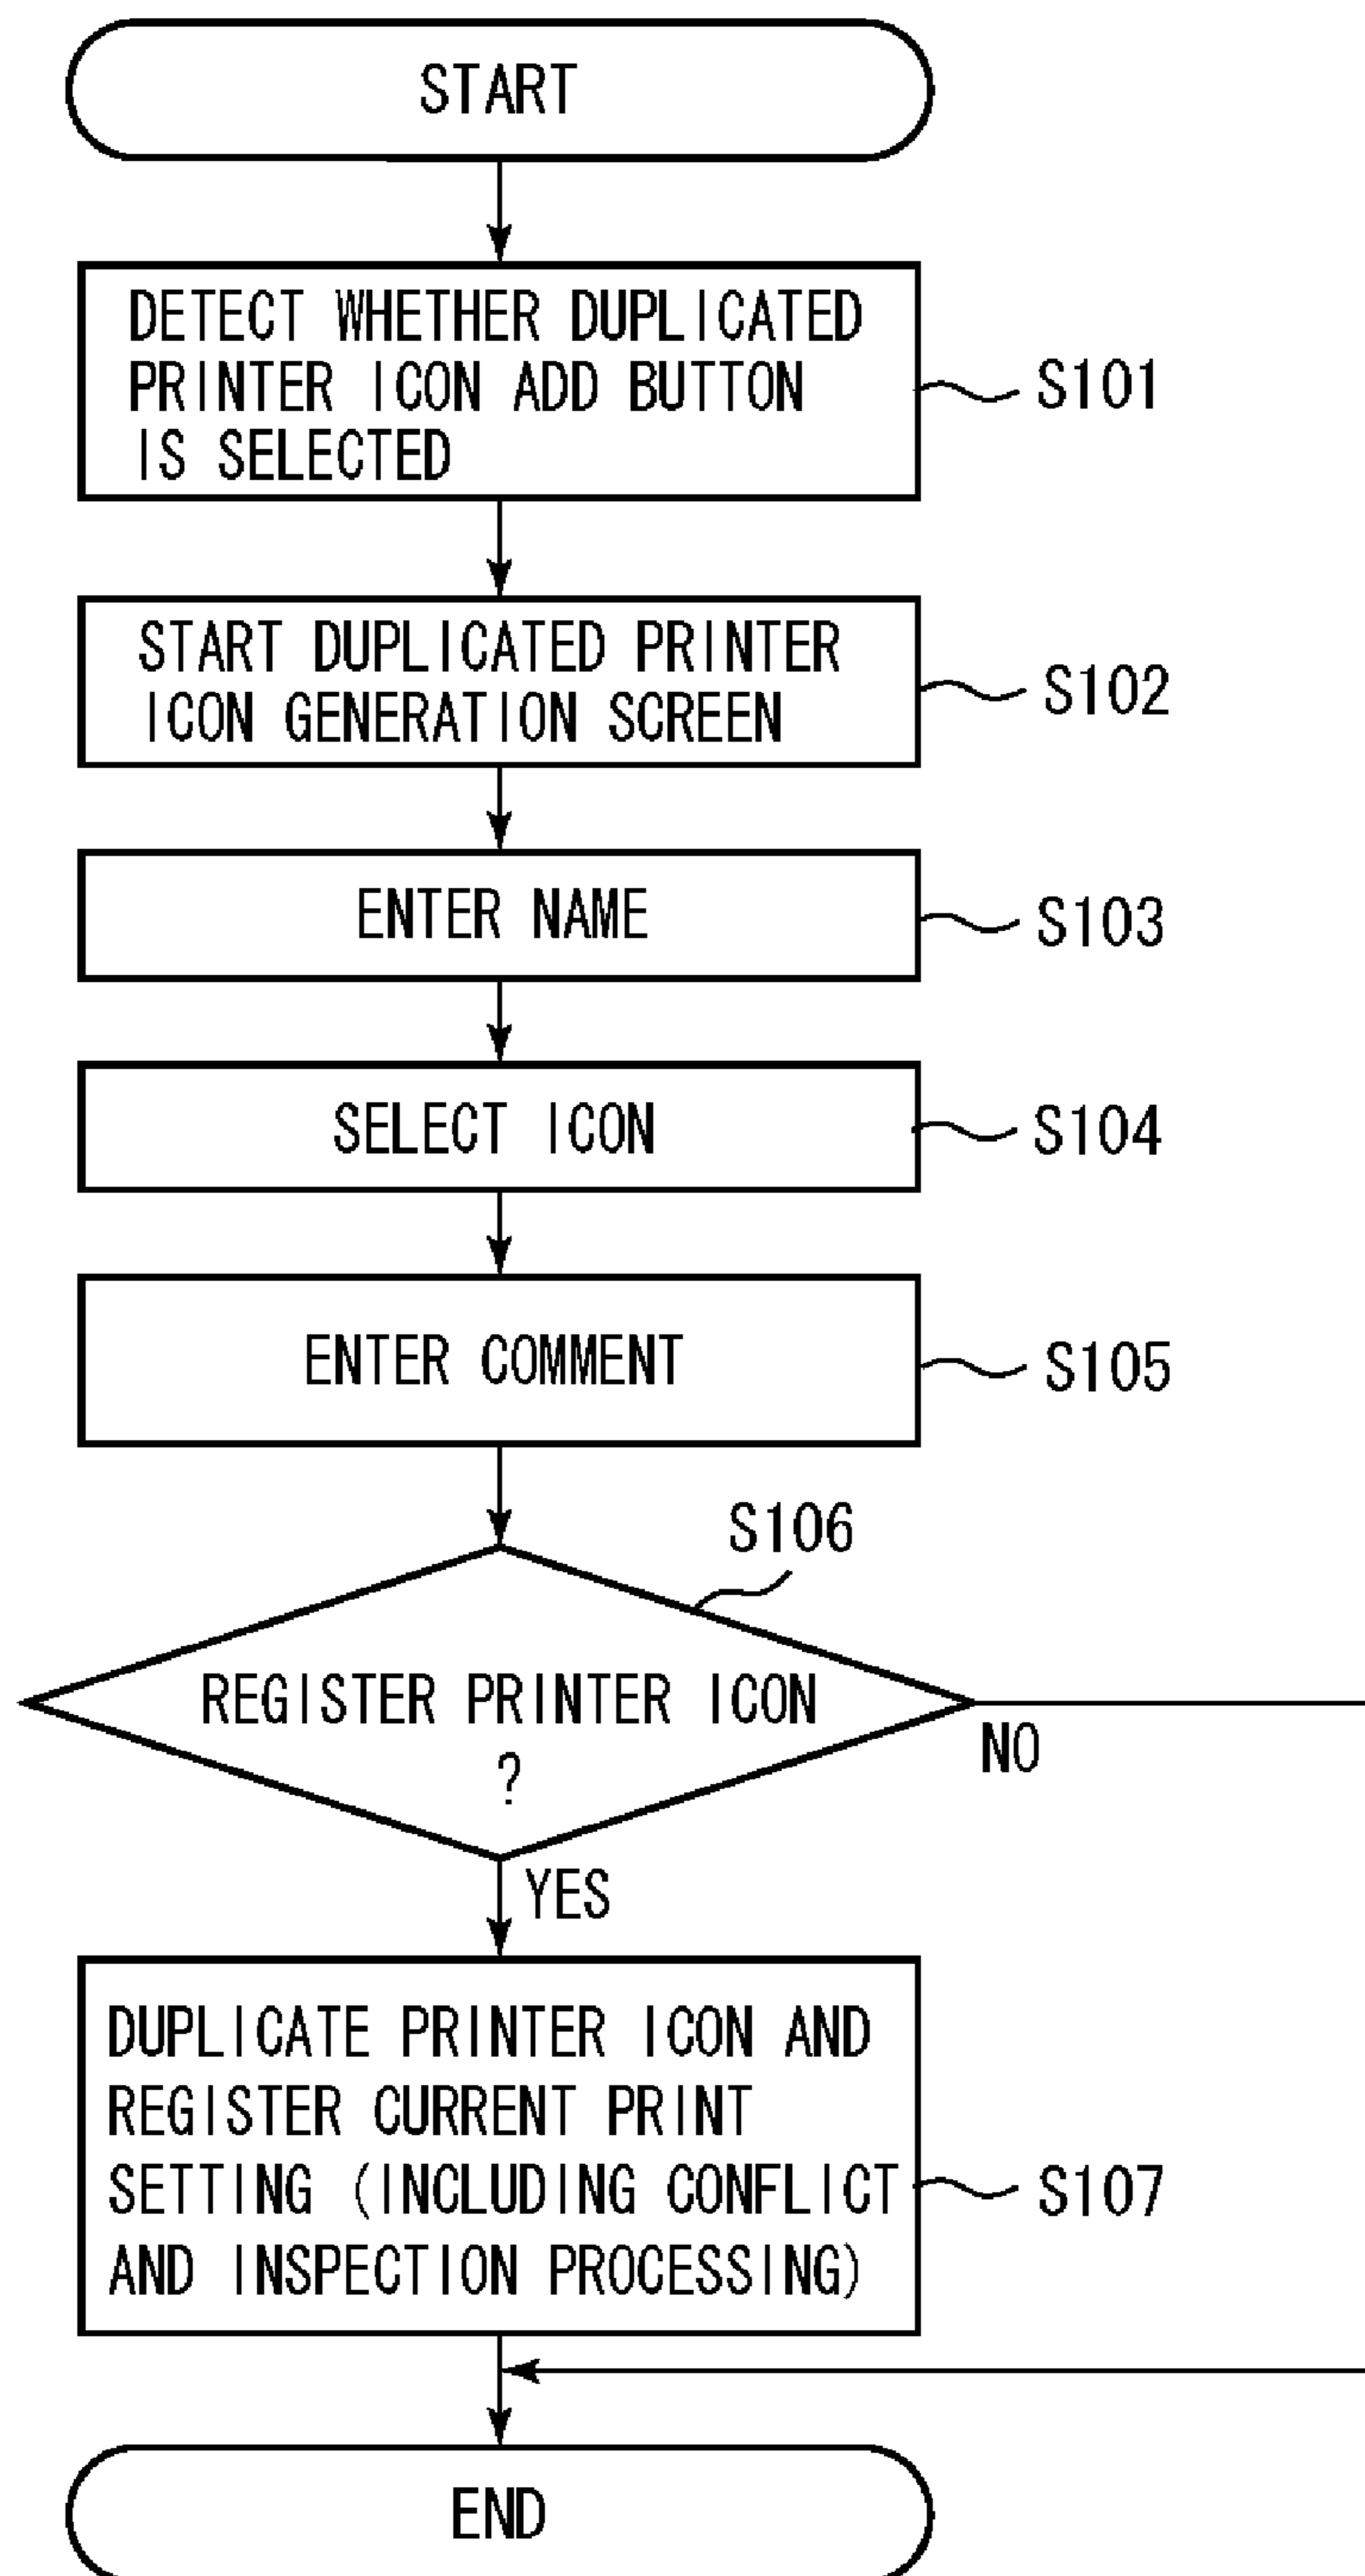 START
DETECT WHETHER DUPLICATED
PRINTER ICON ADD BUTTON
IS SELECTED
S101
START DUPLICATED PRINTER
ICON GENERATION SCREEN
S102
ENTER NAME
S103
SELECT ICON
S104
ENTER COMMENT
S105
S106
REGISTER PRINTER ICON
?
NO
YES
DUPLICATE PRINTER ICON AND
REGISTER CURRENT PRINT
SETTING (INCLUDING CONFLICT
AND INSPECTION PROCESSING)
S107
END